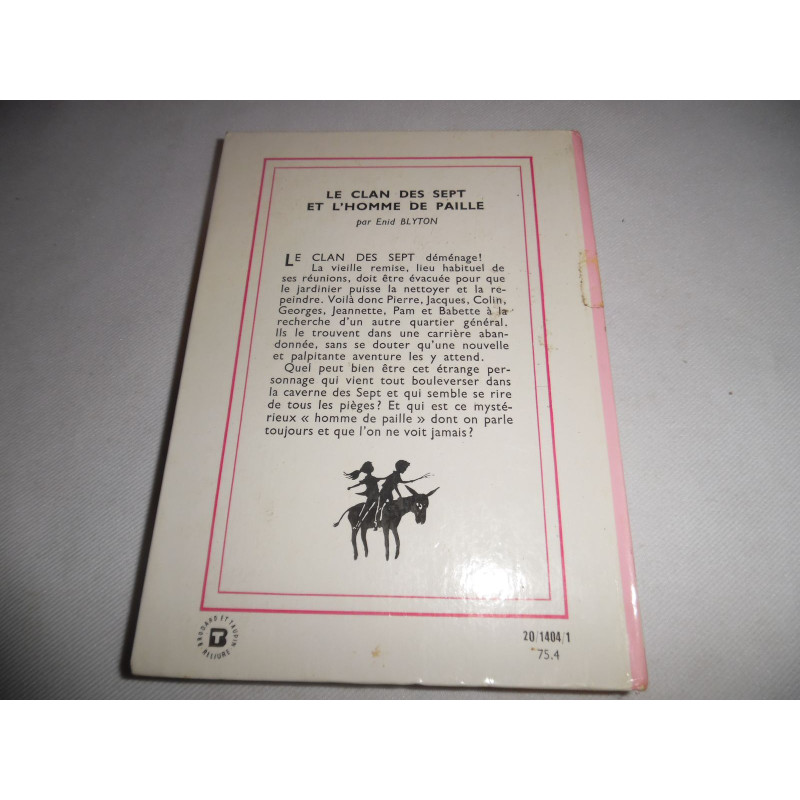 LE CLAN DES SEPT
ET L'HOMME DE PAILLE
par Enid BLYTON
LE CLAN DES SEPT déménage!
La vieille remise, lieu habituel de
ses réunions, doit être évacuée pour que
le jardinier puisse la nettoyer et la re-
peindre. Voilà donc Pierre, Jacques, Colin,
Georges, Jeannette, Pam et Babette à la
recherche d'un autre quartier général.
Ils le trouvent dans une carrière aban-
donnée, sans se douter qu'une nouvelle
et palpitante aventure les y attend.
Quel peut bien être cet étrange per-
sonnage qui vient tout bouleverser dans
la caverne des Sept et qui semble se rire
de tous les pièges? Et qui est ce mysté-
rieux « homme de paille » dont on parle
toujours et que l'on ne voit jamais?
BRODARD ET TAUPIN
RELIURE
20/1404/1
75.4